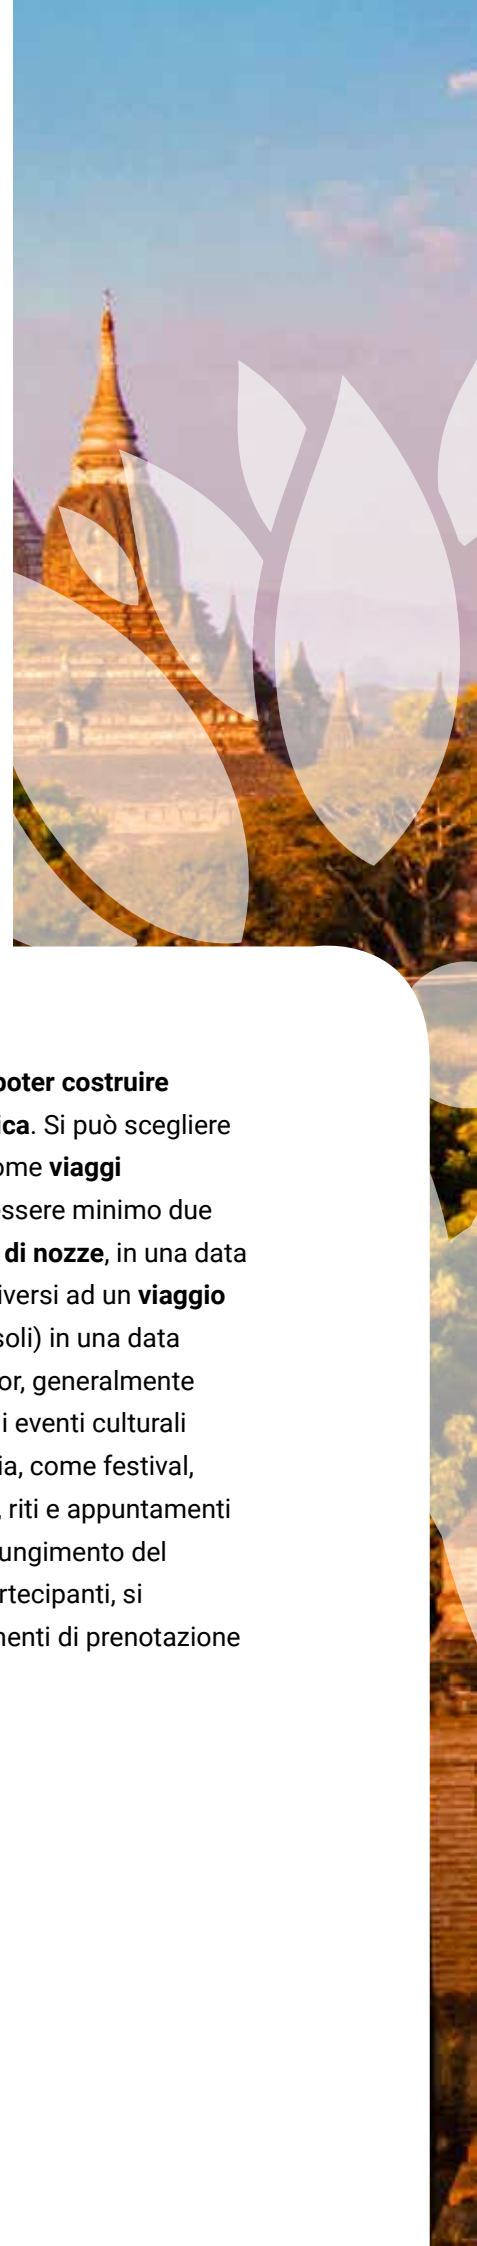 poter costruire
ica. Si può scegliere
ome viaggi
essere minimo due
di nozze, in una data
iversi ad un viaggio
soli) in una data
or, generalmente
i eventi culturali
ia, come festival,
, riti e appuntamenti
ungimento del
rtecipanti, si
nenti di prenotazione